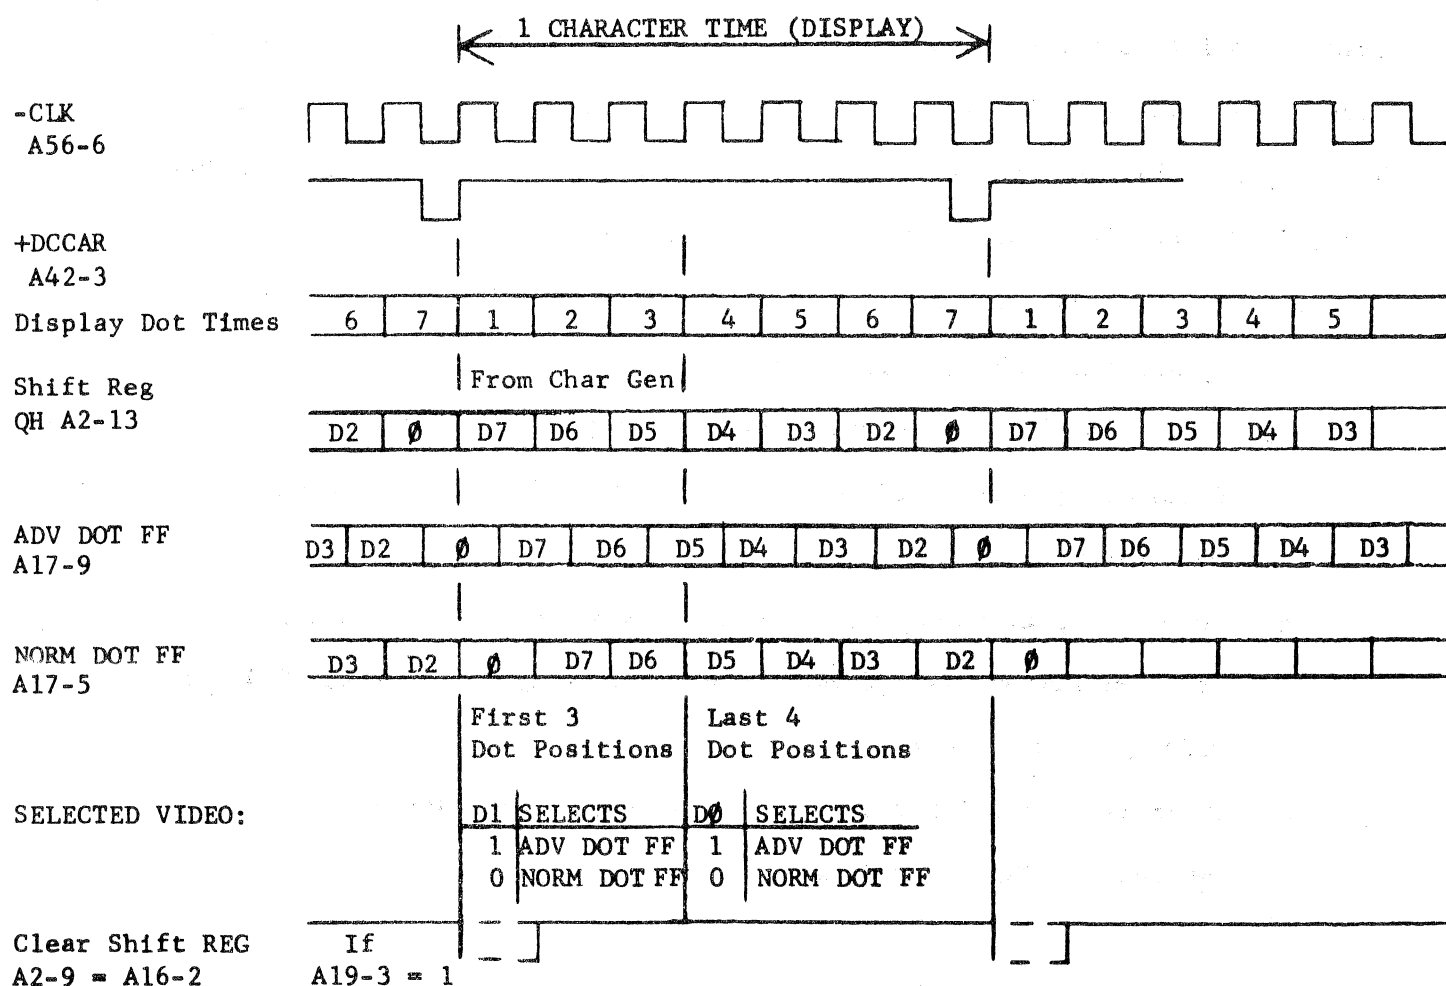 1 CHARACTER TIME (DISPLAY)
-CLK
A56-6
+DCCAR
A42-3
Display Dot Times 6 7 1 2 3 4 5 6 7 1 2 3 4 5
From Char Gen
Shift Reg
QH A2-13 D2 Ø D7 D6 D5 D4 D3 D2 Ø D7 D6 D5 D4 D3
ADV DOT FF D3 D2 Ø D7 D6 D5 D4 D3 D2 Ø D7 D6 D5 D4 D3
A17-9
NORM DOT FF D3 D2 Ø D7 D6 D5 D4 D3 D2 Ø
A17-5
First 3 Last 4
Dot Positions Dot Positions
SELECTED VIDEO: D1 SELECTS DØ SELECTS
1 ADV DOT FF 1 ADV DOT FF
0 NORM DOT FF 0 NORM DOT FF
Clear Shift REG If
A2-9 = A16-2 A19-3 = 1